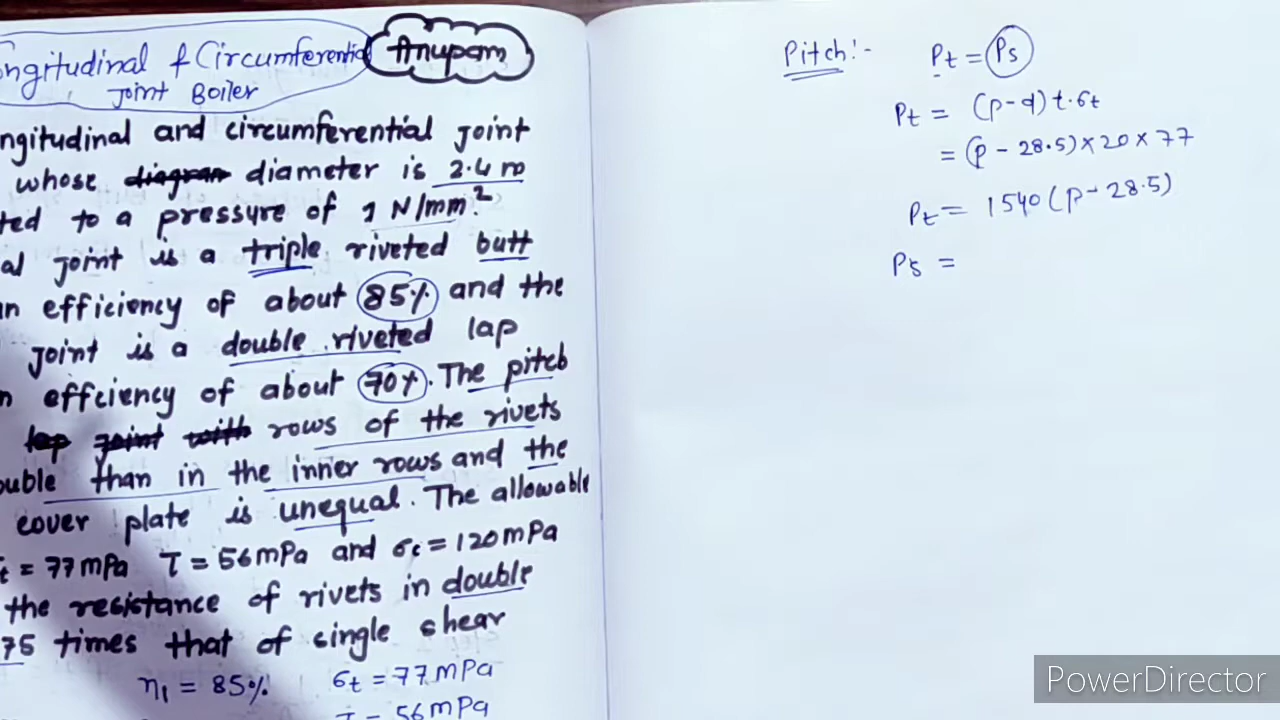 ongitudinal & Circumferential
Joint Boiler
Anupam
ngitudinal and circumferential joint
whose diagram diameter is 2.4 m
ted to a pressure of 1 N/mm².
al joint is a triple riveted butt
an efficiency of about 85% and the
joint is a double riveted lap
n effciency of about 70%. The pitch
lap joint with rows of the rivets
ouble than in the inner rows and the
cover plate is unequal. The allowable
σt = 77 mPa τ = 56 mPa and σc = 120 mPa
the resistance of rivets in double
75 times that of single shear
η1 = 85% σt = 77 mPa
τ = 56 mPa
Pitch:- Pt = Ps
Pt = (p-d) t.σt
= (p - 28.5) × 20 × 77
Pt = 1540 (p - 28.5)
Ps =
PowerDirector